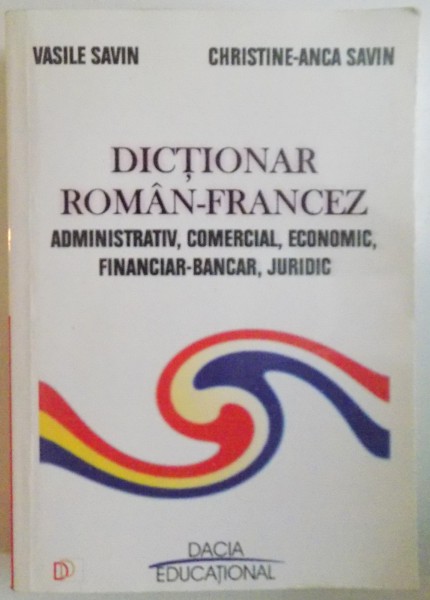 VASILE SAVIN CHRISTINE-ANCA SAVIN
DICȚIONAR
ROMÂN-FRANCEZ
ADMINISTRATIV, COMERCIAL, ECONOMIC,
FINANCIAR-BANCAR, JURIDIC
DACIA
EDUCAȚIONAL
D